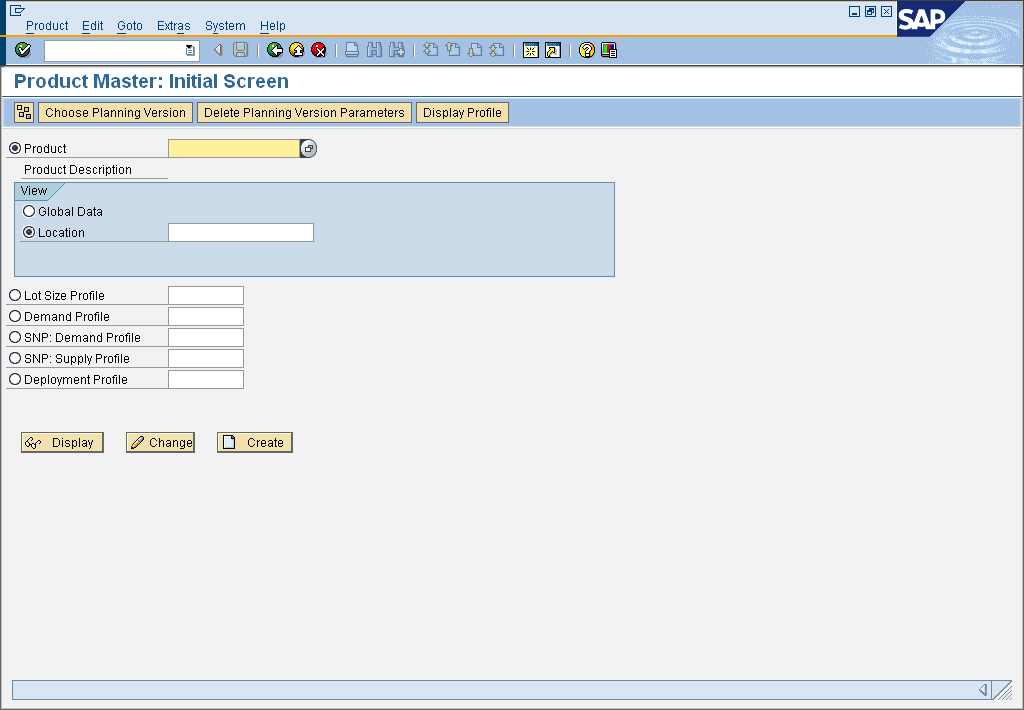 Product Edit Goto Extras System Help
SAP
Product Master: Initial Screen
Choose Planning Version Delete Planning Version Parameters Display Profile
Product
Product Description
View
Global Data
Location
Lot Size Profile
Demand Profile
SNP: Demand Profile
SNP: Supply Profile
Deployment Profile
Display Change Create